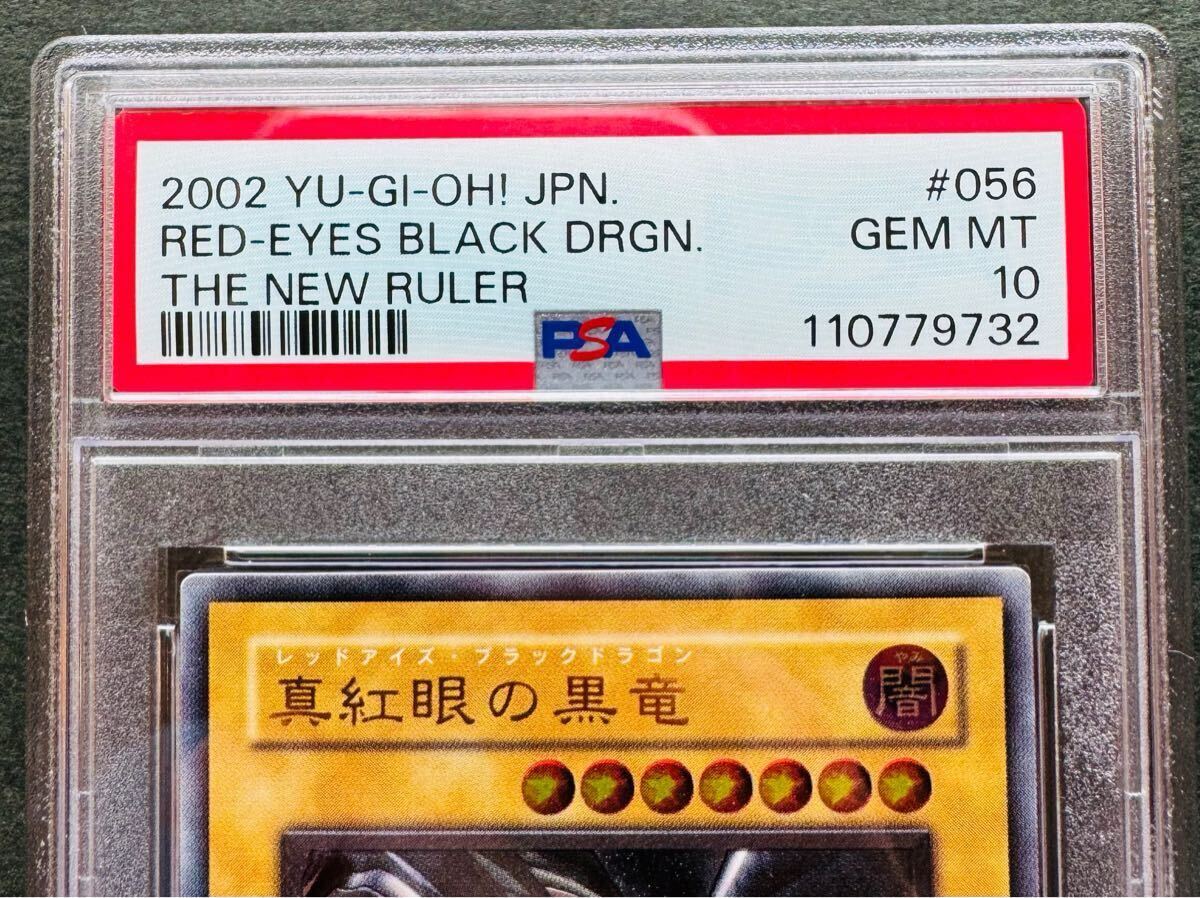 2002 YU-GI-OH! JPN. #056
RED-EYES BLACK DRGN. GEM MT
THE NEW RULER 10
PSA 110779732
レッドアイズ・ブラックドラゴン
真紅眼の黒竜
ヤミ
闇